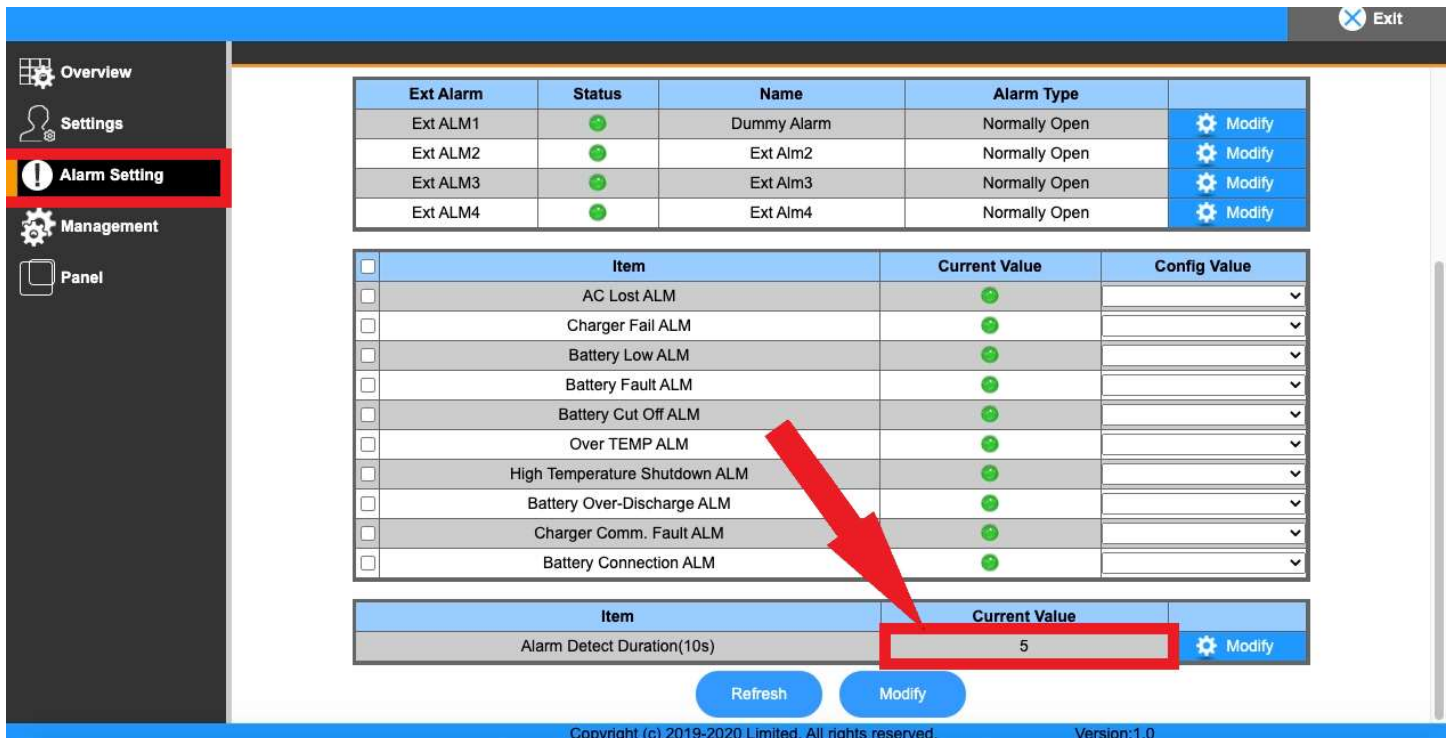 Exit
Overview
Settings
Alarm Setting
Management
Panel
Ext Alarm Status Name Alarm Type
Ext ALM1 Dummy Alarm Normally Open Modify
Ext ALM2 Ext Alm2 Normally Open Modify
Ext ALM3 Ext Alm3 Normally Open Modify
Ext ALM4 Ext Alm4 Normally Open Modify
Item Current Value Config Value
AC Lost ALM
Charger Fail ALM
Battery Low ALM
Battery Fault ALM
Battery Cut Off ALM
Over TEMP ALM
High Temperature Shutdown ALM
Battery Over-Discharge ALM
Charger Comm. Fault ALM
Battery Connection ALM
Item Current Value
Alarm Detect Duration(10s) 5 Modify
Refresh Modify
Copyright (c) 2019-2020 Limited. All rights reserved. Version:1.0